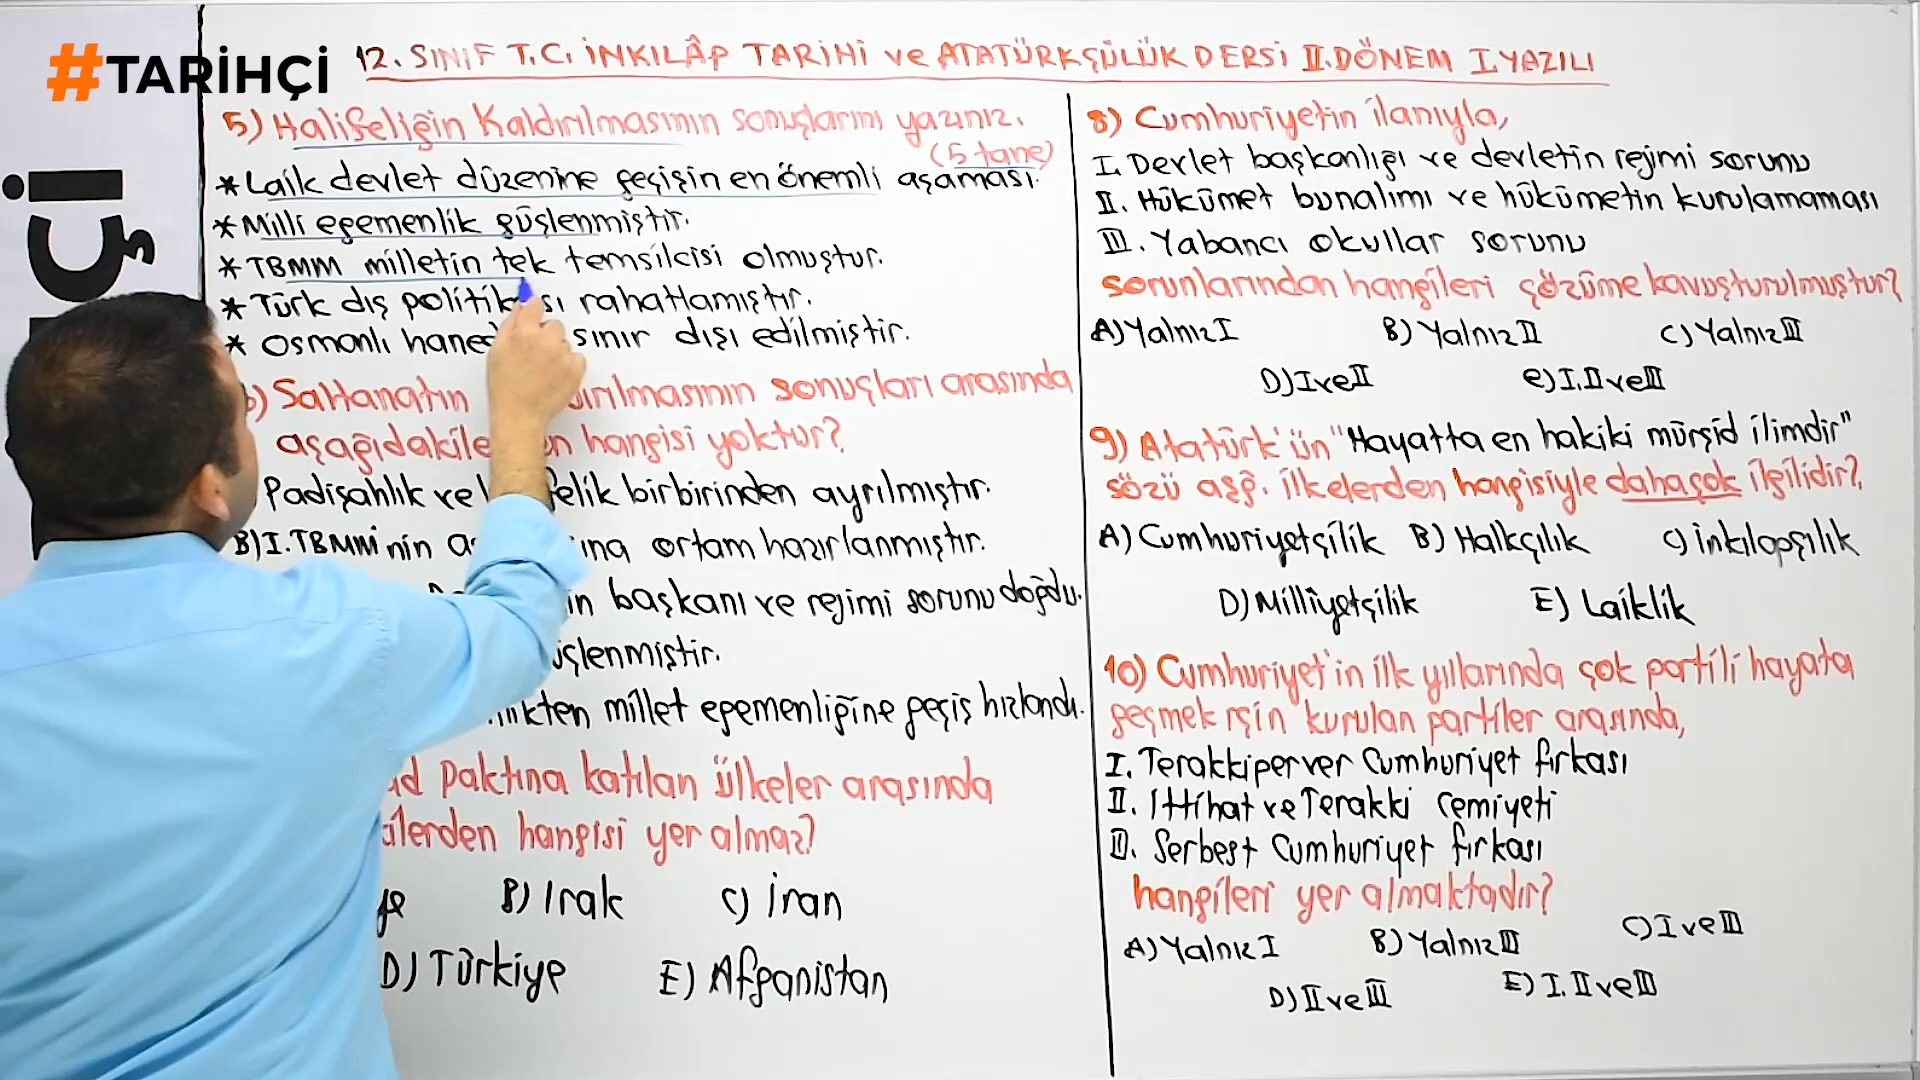 #TARİHÇİ
12. SINIF T.C. İNKILÂP TARİHİ ve ATATÜRKÇÜLÜK DERSİ II. DÖNEM I. YAZILI
5) Halifeliğin Kaldırılmasının sonuçlarını yazınız.
(5 tane)
* Laik devlet düzenine geçişin en önemli aşaması.
* Milli egemenlik güçlenmiştir.
* TBMM milletin tek temsilcisi olmuştur.
* Türk dış politikası rahatlamıştır.
* Osmanlı sınır dışı edilmiştir.
Saltanatın sonuçları arasında
hangisi yoktur?
Padişahlık ve birbirinden ayrılmıştır.
B) I. TBMM'nin ortam hazırlanmıştır.
başkanı ve rejimi sorunu doğdu.
millet egemenliğine geçiş hızlandı.
paktına katılan ülkeler arasında
hangisi yer almaz?
B) Irak C) İran
D) Türkiye E) Afganistan
8) Cumhuriyetin ilanıyla,
I. Devlet başkanlığı ve devletin rejimi sorunu
II. Hükümet bunalımı ve hükümetin kurulamaması
III. Yabancı okullar sorunu
sorunlarından hangileri çözüme kavuşturulmuştur?
A) Yalnız I B) Yalnız II C) Yalnız III
D) I ve II e) I, II ve III
9) Atatürk'ün "Hayatta en hakiki mürşid ilimdir"
sözü aşğ. ilkelerden hangisiyle daha çok ilgilidir?
A) Cumhuriyetçilik B) Halkçılık C) inkılapçılık
D) Milliyetçilik E) Laiklik
10) Cumhuriyet'in ilk yıllarında çok partili hayata
geçmek için kurulan partiler arasında,
I. Terakkiperver Cumhuriyet fırkası
II. İttihat ve Terakki cemiyeti
III. Serbest Cumhuriyet fırkası
hangileri yer almaktadır?
A) Yalnız I B) Yalnız III C) I ve III
D) II ve III E) I, II ve III